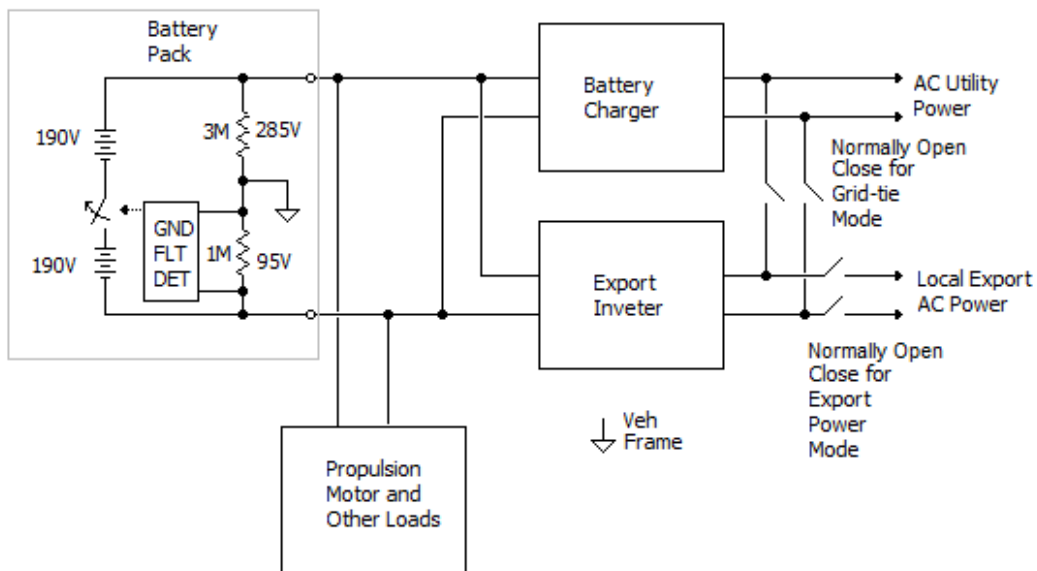 Battery
Pack
190V
3M
285V
GND
FLT
DET
1M
95V
190V
Battery
Charger
AC Utility
Power
Normally Open
Close for
Grid-tie
Mode
Export
Inveter
Local Export
AC Power
Normally Open
Close for
Export
Power
Mode
Veh
Frame
Propulsion
Motor and
Other Loads